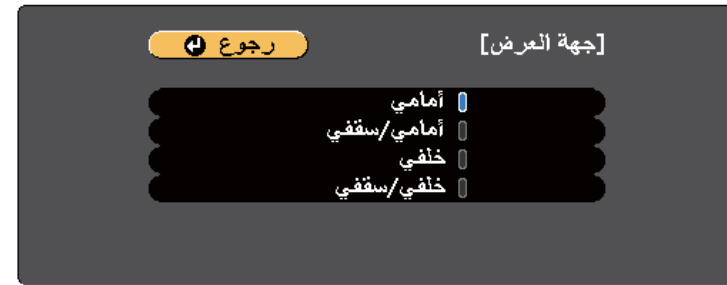 [جهة العرض]
رجوع
أمامي
أمامي/سقفي
خلفي
خلفي/سقفي